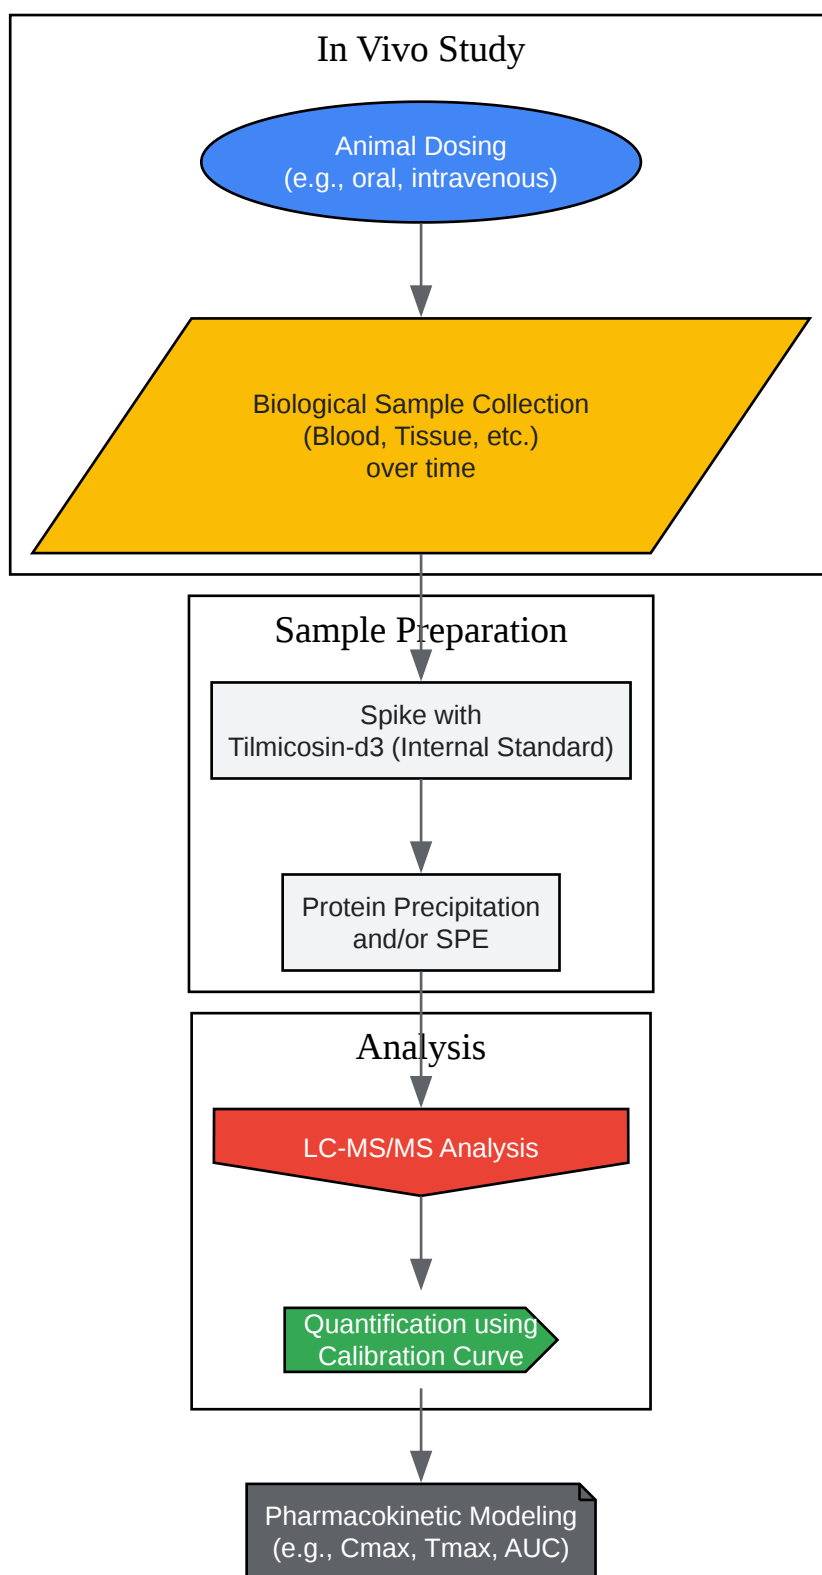 In Vivo Study
Animal Dosing
(e.g., oral, intravenous)
Biological Sample Collection
(Blood, Tissue, etc.)
over time
Sample Preparation
Spike with
Tilmicosin-d3 (Internal Standard)
Protein Precipitation
and/or SPE
Analysis
LC-MS/MS Analysis
Quantification using
Calibration Curve
Pharmacokinetic Modeling
(e.g., Cmax, Tmax, AUC)